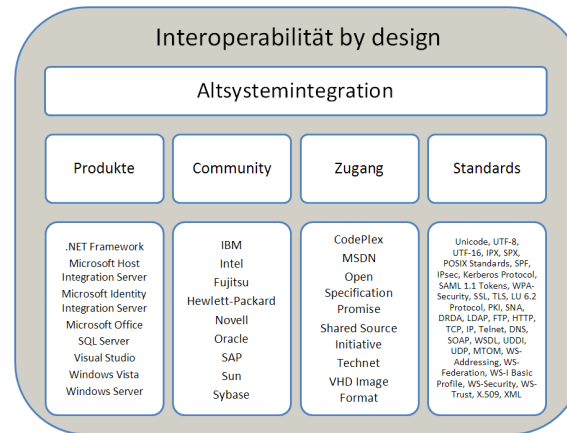 Interoperabilität by design
Altsystemintegration
Produkte
Community
Zugang
Standards
.NET Framework
Microsoft Host
Integration Server
Microsoft Identity
Integration Server
Microsoft Office
SQL Server
Visual Studio
Windows Vista
Windows Server
IBM
Intel
Fujitsu
Hewlett-Packard
Novell
Oracle
SAP
Sun
Sybase
CodePlex
MSDN
Open
Specification
Promise
Shared Source
Initiative
Technet
VHD Image
Format
Unicode, UTF-8,
UTF-16, IPX, SPX,
POSIX Standards, SPF,
IPsec, Kerberos Protocol,
SAML 1.1 Tokens, WPA-
Security, SSL, TLS, LU 6.2
Protocol, PKI, SNA,
DRDA, LDAP, FTP, HTTP,
TCP, IP, Telnet, DNS,
SOAP, WSDL, UDDI,
UDP, MTOM, WS-
Addressing, WS-
Federation, WS-I Basic
Profile, WS-Security, WS-
Trust, X.509, XML